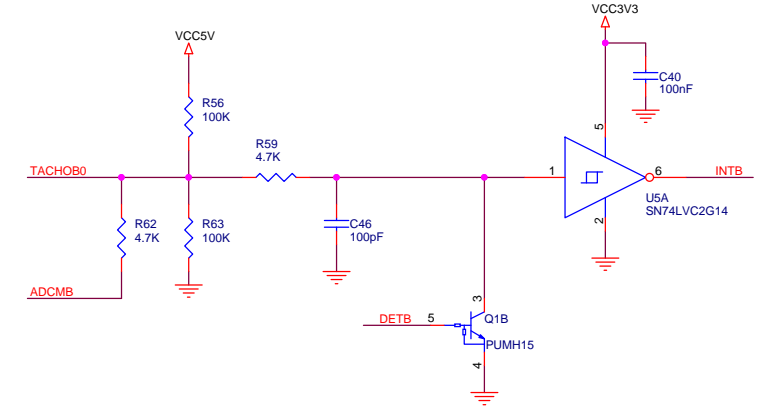 VCC3V3
VCC5V
C40
100nF
R56
100K
5
R59
4.7K
TACHOB0
1
6
INTB
U5A
SN74LVC2G14
R62
4.7K
R63
100K
C46
100pF
2
ADCMB
3
DETB
5
Q1B
PUMH15
4